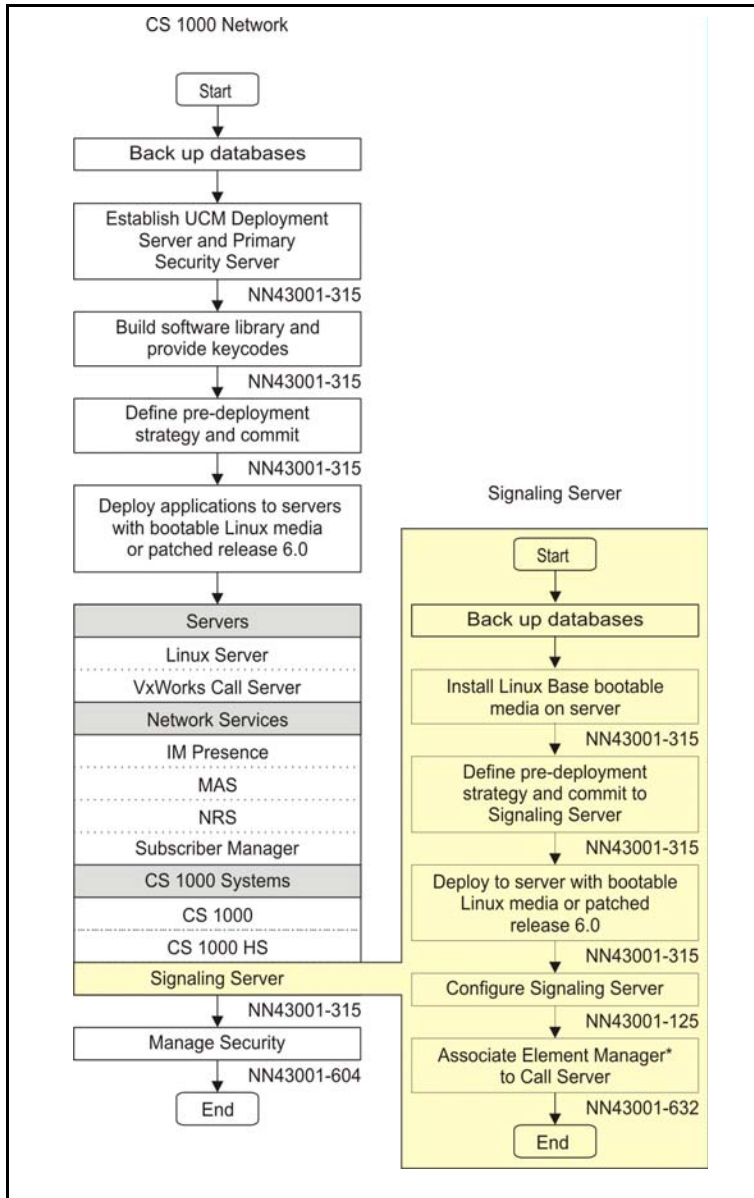 CS 1000 Network
Start
Back up databases
Establish UCM Deployment
Server and Primary
Security Server
NN43001-315
Build software library and
provide keycodes
NN43001-315
Define pre-deployment
strategy and commit
NN43001-315
Deploy applications to servers
with bootable Linux media
or patched release 6.0
Servers
Linux Server
VxWorks Call Server
Network Services
IM Presence
MAS
NRS
Subscriber Manager
CS 1000 Systems
CS 1000
CS 1000 HS
Signaling Server
NN43001-315
Manage Security
NN43001-604
End
Signaling Server
Start
Back up databases
Install Linux Base bootable
media on server
NN43001-315
Define pre-deployment
strategy and commit to
Signaling Server
NN43001-315
Deploy to server with bootable
Linux media or patched
release 6.0
NN43001-315
Configure Signaling Server
NN43001-125
Associate Element Manager*
to Call Server
NN43001-632
End